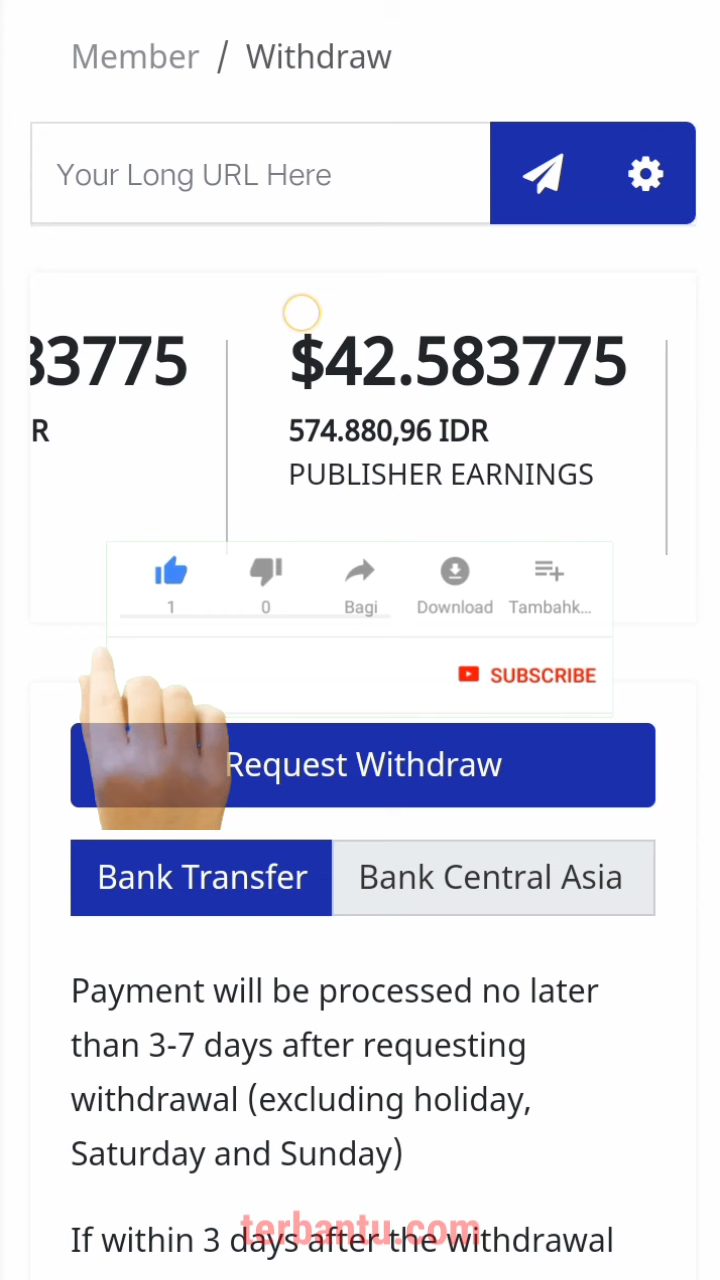 Member / Withdraw
Your Long URL Here
83775
$42.583775
R
574.880,96 IDR
PUBLISHER EARNINGS
1
0
Bagi
Download
Tambahk...
SUBSCRIBE
Request Withdraw
Bank Transfer
Bank Central Asia
Payment will be processed no later
than 3-7 days after requesting
withdrawal (excluding holiday,
Saturday and Sunday)
If within 3 days after the withdrawal
terbantu.com